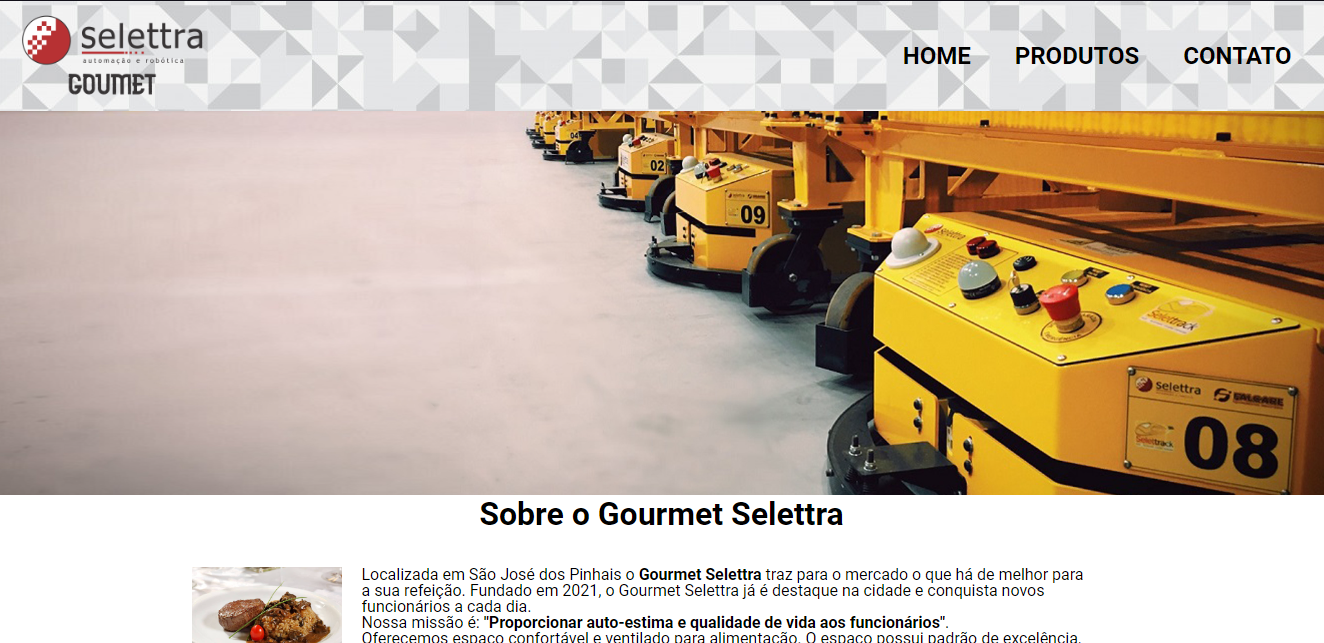 selettra
automação e robótica
GOUMET
HOME PRODUTOS CONTATO
04
02
09
selettra
Selettrack
selettra
Selettrack
08
Sobre o Gourmet Selettra
Localizada em São José dos Pinhais o Gourmet Selettra traz para o mercado o que há de melhor para
a sua refeição. Fundado em 2021, o Gourmet Selettra já é destaque na cidade e conquista novos
funcionários a cada dia.
Nossa missão é: "Proporcionar auto-estima e qualidade de vida aos funcionários".
Oferecemos espaço confortável e ventilado para alimentação. O espaço possui padrão de excelência.